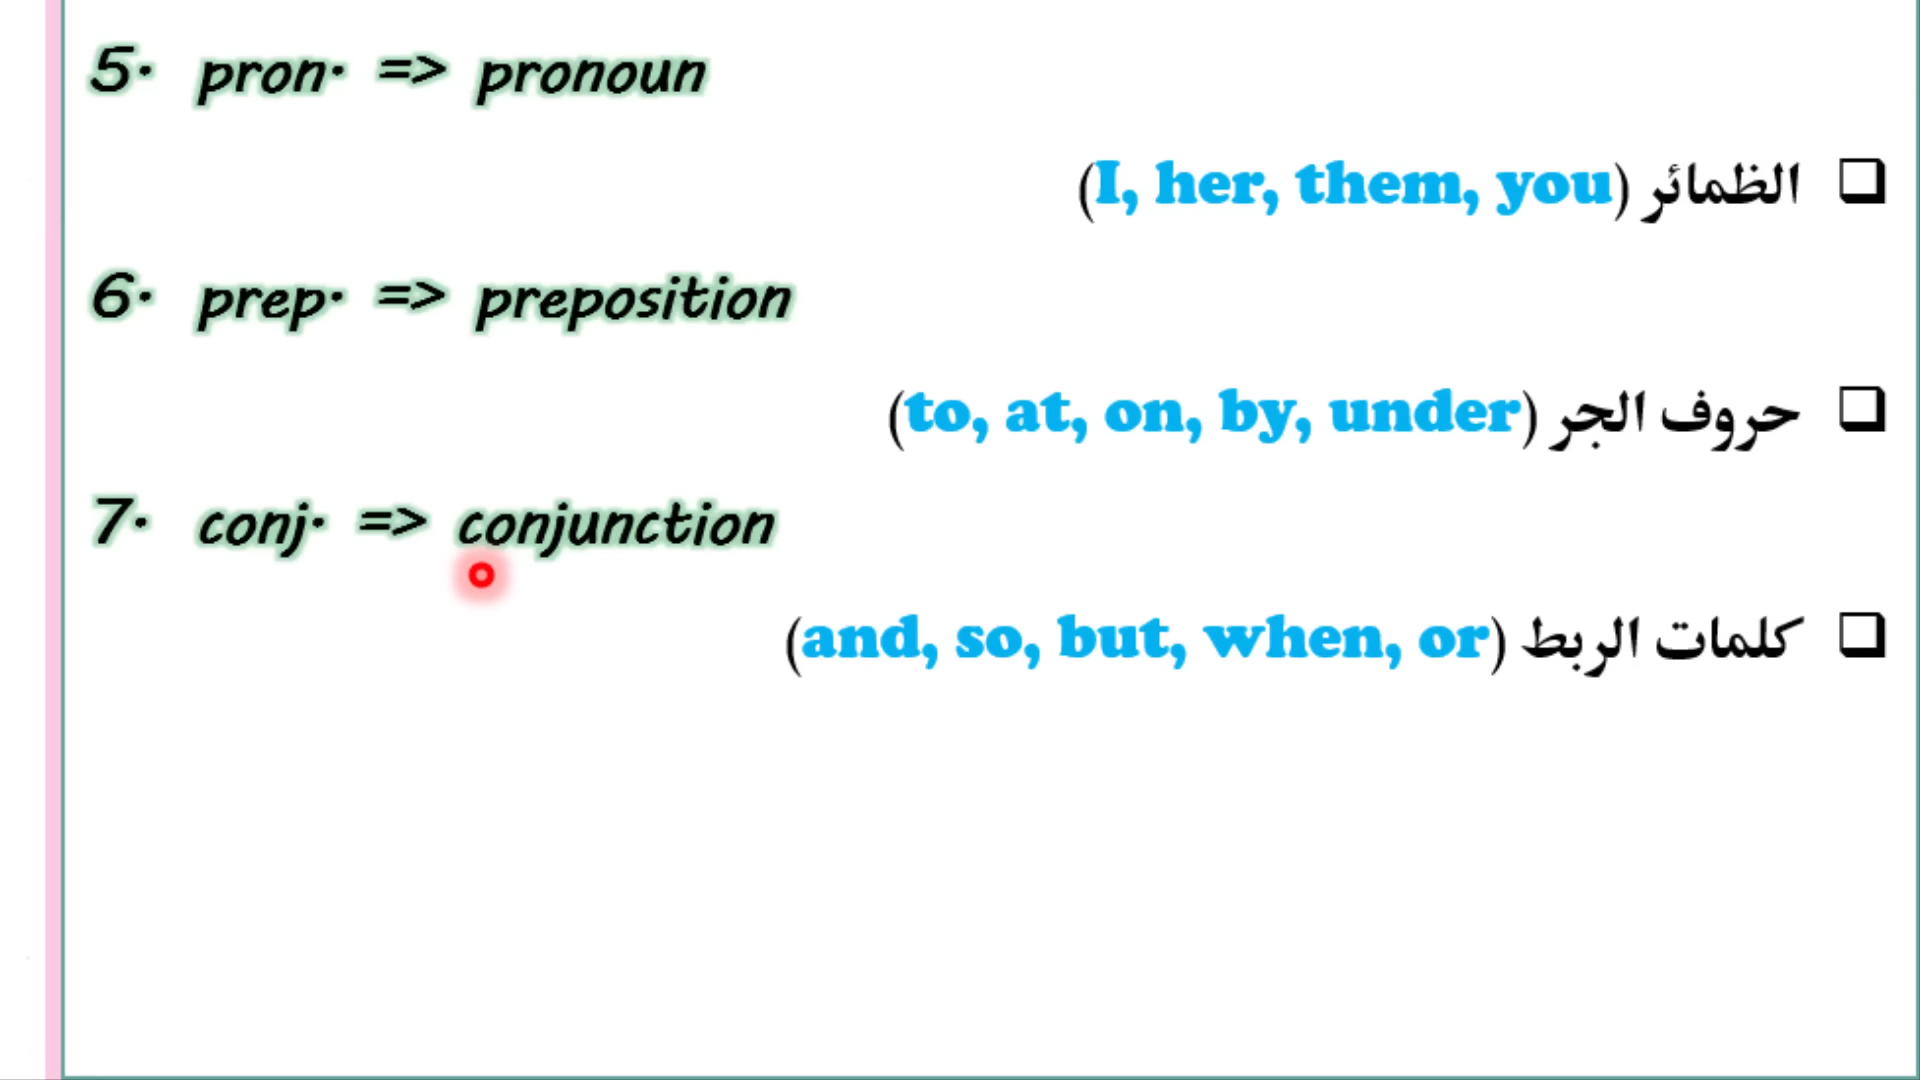 5. pron. => pronoun
الظمائر (I, her, them, you)
6. prep. => preposition
حروف الجر (to, at, on, by, under)
7. conj. => conjunction
كلمات الربط (and, so, but, when, or)